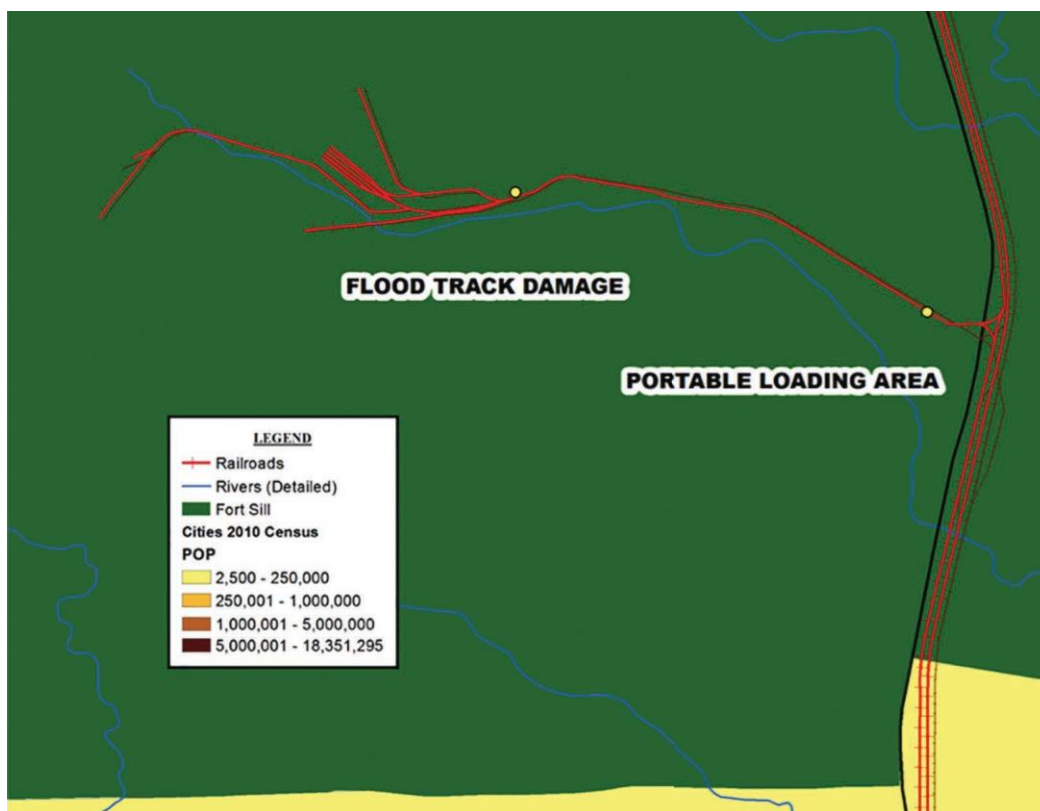 FLOOD TRACK DAMAGE
PORTABLE LOADING AREA
LEGEND
Railroads
Rivers (Detailed)
Fort Sill
Cities 2010 Census
POP
2,500 - 250,000
250,001 - 1,000,000
1,000,001 - 5,000,000
5,000,001 - 18,351,295